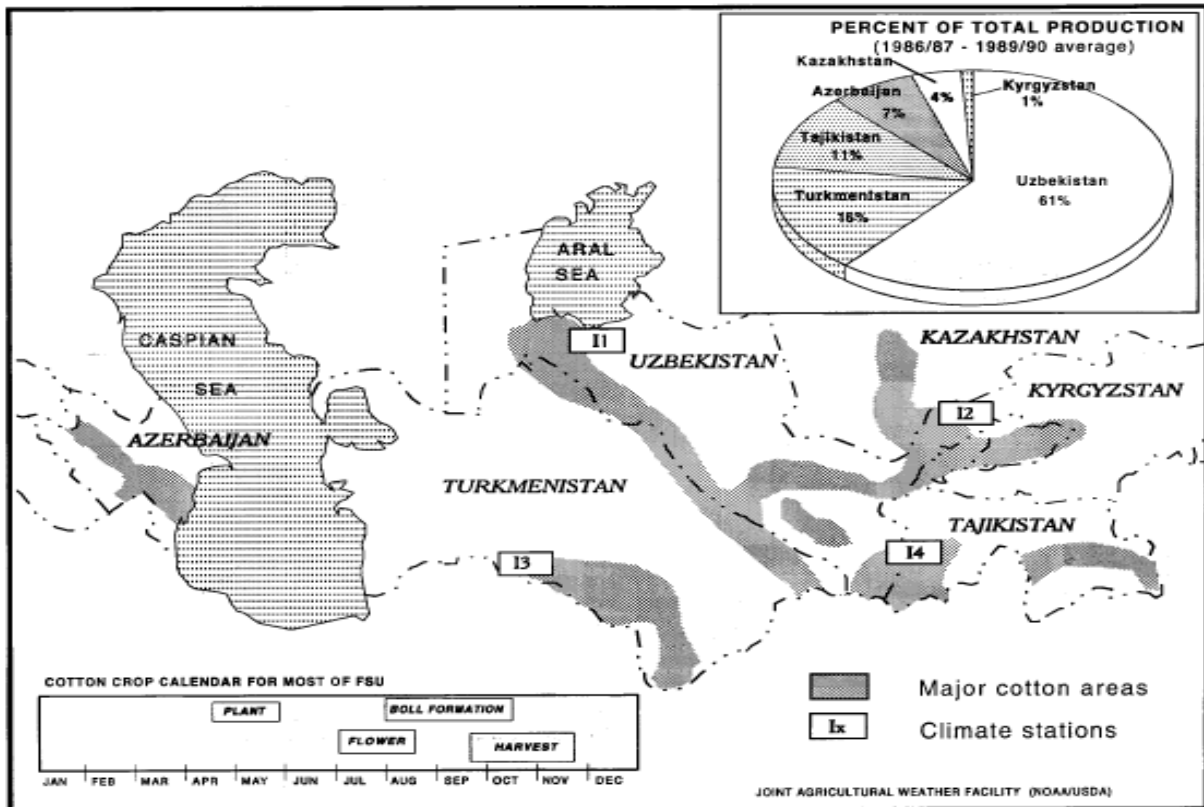 PERCENT OF TOTAL PRODUCTION
(1986/87 - 1989/90 average)
Kazakhstan
4%
Kyrgyzstan
1%
Azerbaijan
7%
Tajikistan
11%
Turkmenistan
16%
Uzbekistan
61%
ARAL
SEA
CASPIAN
SEA
I1
UZBEKISTAN
KAZAKHSTAN
KYRGYZSTAN
I2
AZERBAIJAN
TURKMENISTAN
TAJIKISTAN
I3
I4
COTTON CROP CALENDAR FOR MOST OF FSU
PLANT
BOLL FORMATION
FLOWER
HARVEST
JAN FEB MAR APR MAY JUN JUL AUG SEP OCT NOV DEC
Major cotton areas
Ix Climate stations
JOINT AGRICULTURAL WEATHER FACILITY (NOAA/USDA)